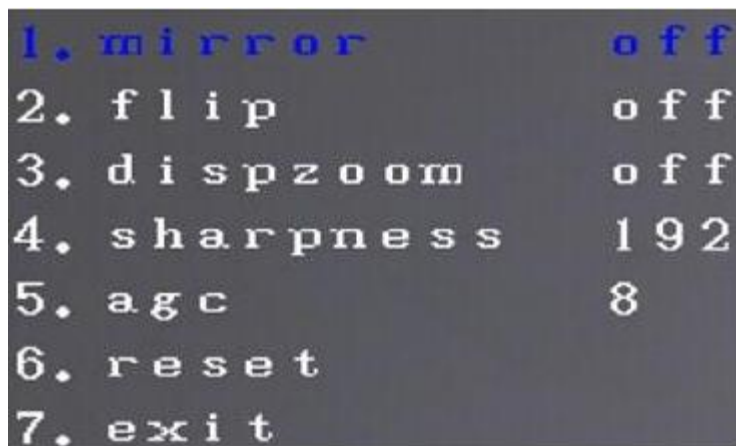 1. mirror off
2. flip off
3. dispzoom off
4. sharpness 192
5. agc 8
6. reset
7. exit